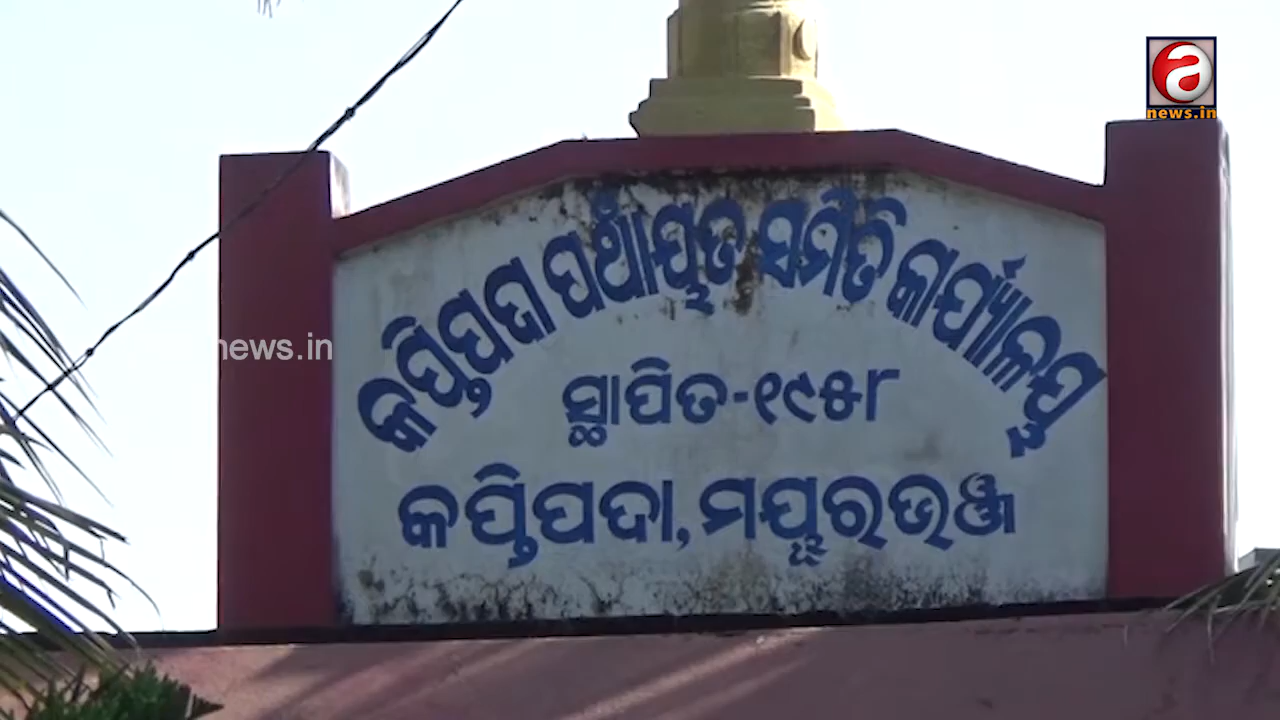 କପ୍ତିପଦା ପଞ୍ଚାୟତ ସମିତି କାର୍ଯ୍ୟାଳୟ
ସ୍ଥାପିତ-୧୯୫୮
କପ୍ତିପଦା, ମୟୂରଭଞ୍ଜ
a
news.in
news.in